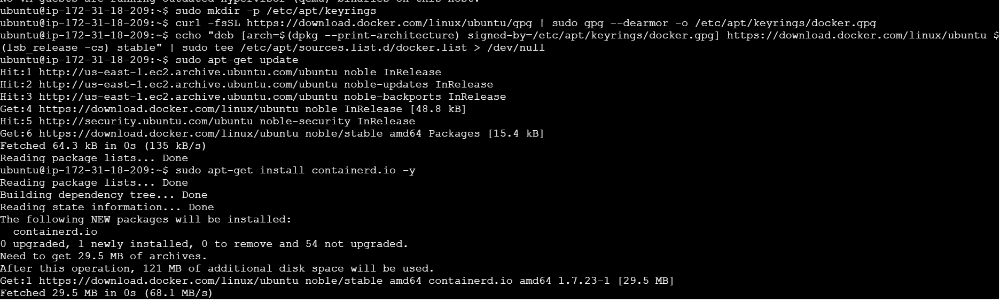 No VM guests are running outdated hypervisor (qemu) binaries on this host.
ubuntu@ip-172-31-18-209:~$ sudo mkdir -p /etc/apt/keyrings
ubuntu@ip-172-31-18-209:~$ curl -fsSL https://download.docker.com/linux/ubuntu/gpg | sudo gpg --dearmor -o /etc/apt/keyrings/docker.gpg
ubuntu@ip-172-31-18-209:~$ echo "deb [arch=$(dpkg --print-architecture) signed-by=/etc/apt/keyrings/docker.gpg] https://download.docker.com/linux/ubuntu $
(lsb_release -cs) stable" | sudo tee /etc/apt/sources.list.d/docker.list > /dev/null
ubuntu@ip-172-31-18-209:~$ sudo apt-get update
Hit:1 http://us-east-1.ec2.archive.ubuntu.com/ubuntu noble InRelease
Hit:2 http://us-east-1.ec2.archive.ubuntu.com/ubuntu noble-updates InRelease
Hit:3 http://us-east-1.ec2.archive.ubuntu.com/ubuntu noble-backports InRelease
Get:4 https://download.docker.com/linux/ubuntu noble InRelease [48.8 kB]
Hit:5 http://security.ubuntu.com/ubuntu noble-security InRelease
Get:6 https://download.docker.com/linux/ubuntu noble/stable amd64 Packages [15.4 kB]
Fetched 64.3 kB in 0s (135 kB/s)
Reading package lists... Done
ubuntu@ip-172-31-18-209:~$ sudo apt-get install containerd.io -y
Reading package lists... Done
Building dependency tree... Done
Reading state information... Done
The following NEW packages will be installed:
  containerd.io
0 upgraded, 1 newly installed, 0 to remove and 54 not upgraded.
Need to get 29.5 MB of archives.
After this operation, 121 MB of additional disk space will be used.
Get:1 https://download.docker.com/linux/ubuntu noble/stable amd64 containerd.io amd64 1.7.23-1 [29.5 MB]
Fetched 29.5 MB in 0s (68.1 MB/s)